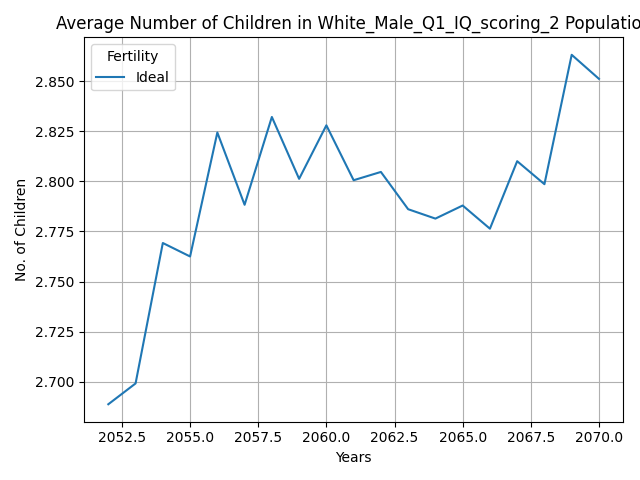 Average Number of Children in White_Male_Q1_IQ_scoring_2 Populatio
Fertility
Ideal
No. of Children
2.850
2.825
2.800
2.775
2.750
2.725
2.700
2052.5 2055.0 2057.5 2060.0 2062.5 2065.0 2067.5 2070.0
Years